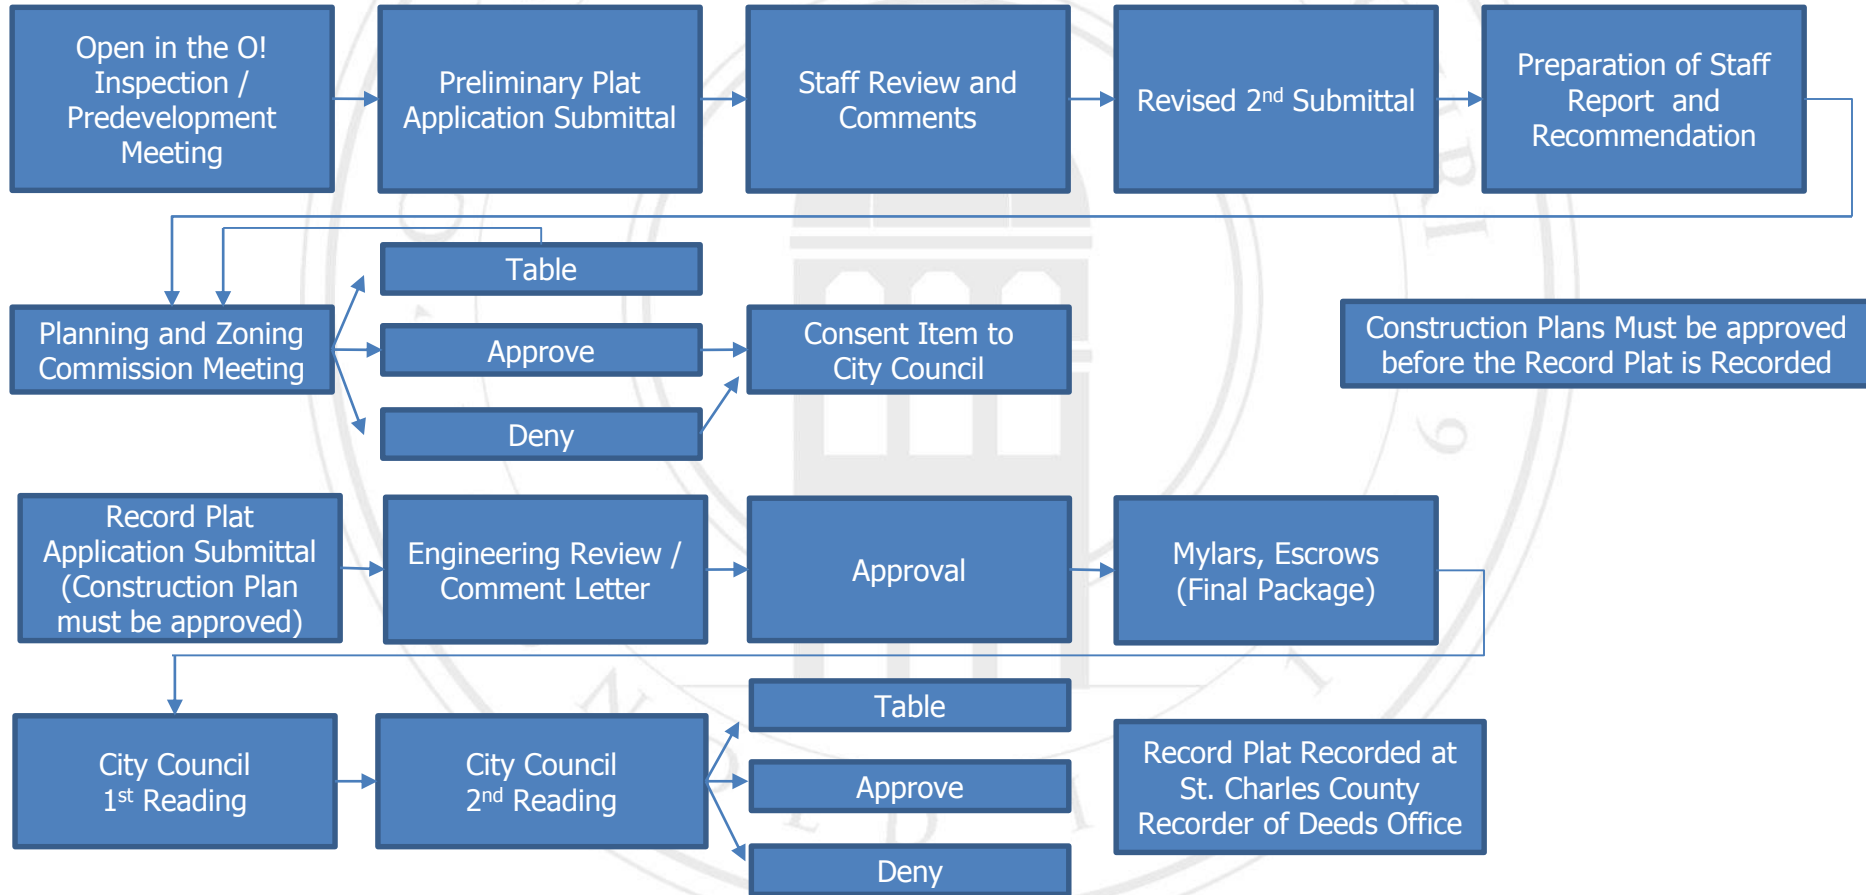 Open in the O!
Inspection /
Predevelopment
Meeting
Preliminary Plat
Application Submittal
Staff Review and
Comments
Revised 2nd Submittal
Preparation of Staff
Report and
Recommendation
Planning and Zoning
Commission Meeting
Table
Approve
Deny
Consent Item to
City Council
Construction Plans Must be approved
before the Record Plat is Recorded
Record Plat
Application Submittal
(Construction Plan
must be approved)
Engineering Review /
Comment Letter
Approval
Mylars, Escrows
(Final Package)
City Council
1st Reading
City Council
2nd Reading
Table
Approve
Deny
Record Plat Recorded at
St. Charles County
Recorder of Deeds Office